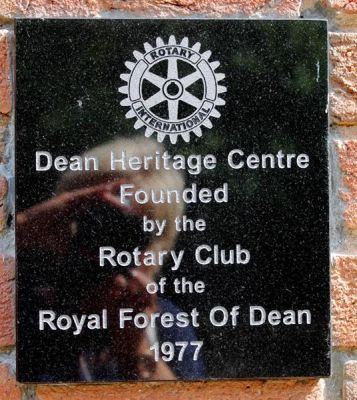 ROTARY
INTERNATIONAL
Dean Heritage Centre
Founded
by the
Rotary Club
of the
Royal Forest Of Dean
1977